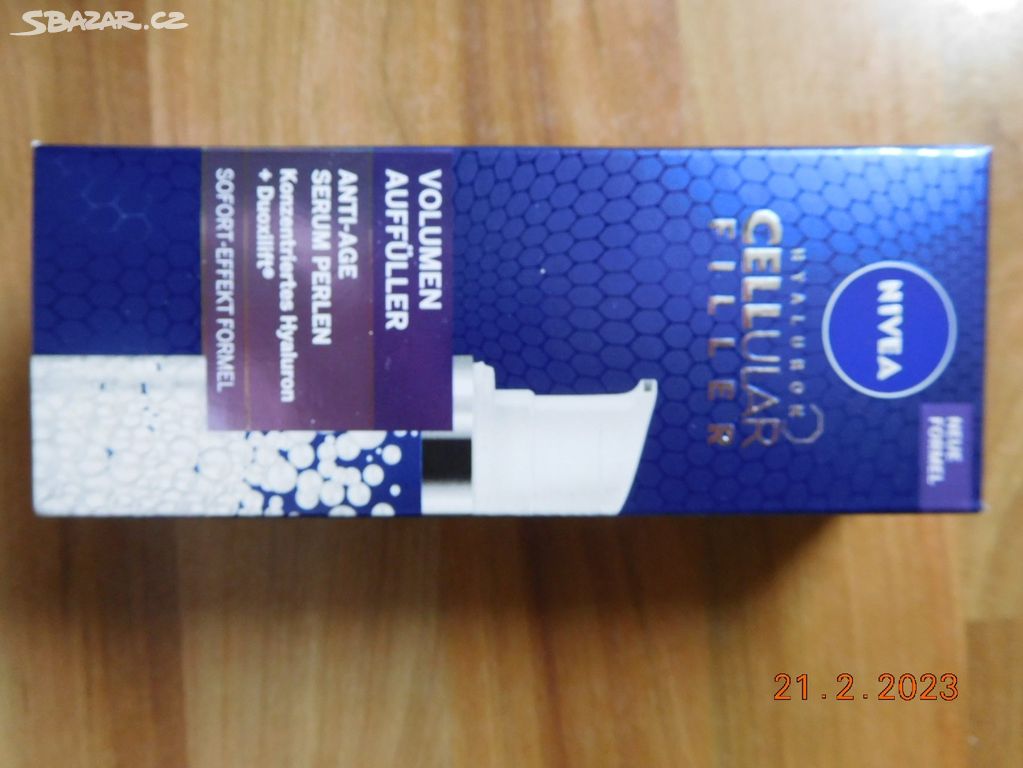 SBAZAR.CZ
NEUE
FORMEL
NIVEA
HYALURON
CELLULAR
FILLER
VOLUMEN
AUFFÜLLER
ANTI-AGE
SERUM PERLEN
Konzentriertes Hyaluron
+ Duoxlift®
SOFORT-EFFEKT FORMEL
21.2.2023